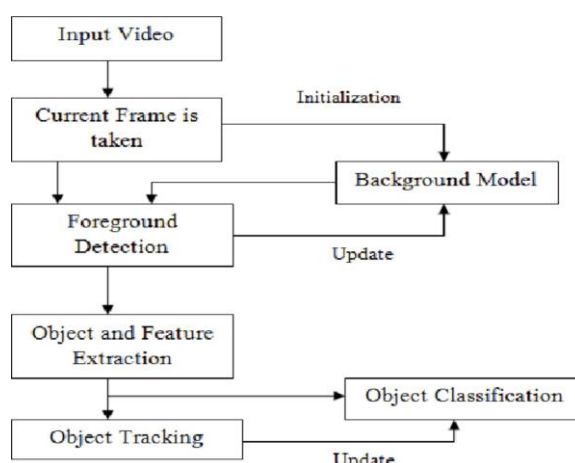 Input Video
Current Frame is
taken
Initialization
Background Model
Foreground
Detection
Update
Object and Feature
Extraction
Object Classification
Object Tracking
Update